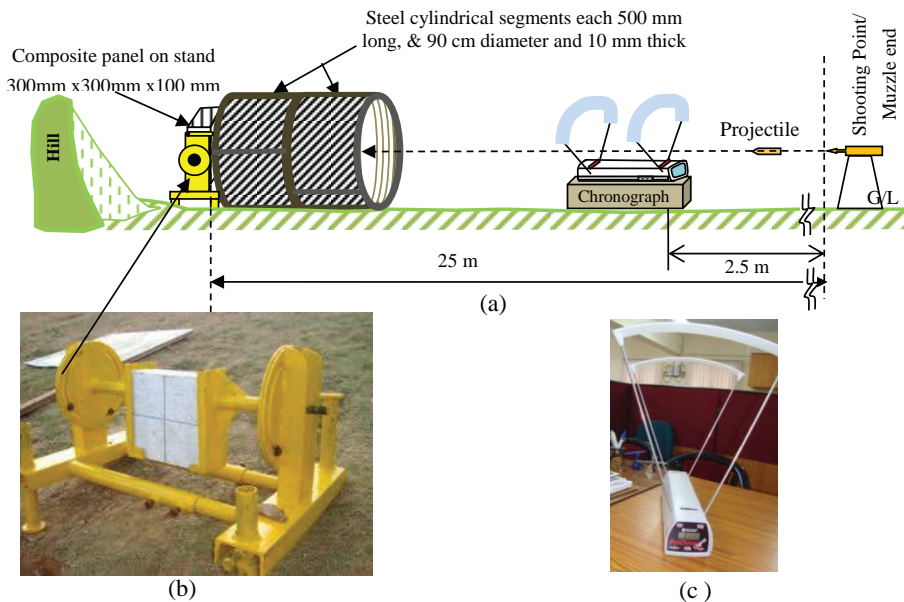 Steel cylindrical segments each 500 mm
long, & 90 cm diameter and 10 mm thick
Composite panel on stand
300mm x300mm x100 mm
Shooting Point/
Muzzle end
Projectile
Hill
Chronograph
G/L
25 m
2.5 m
(a)
(b)
(c )